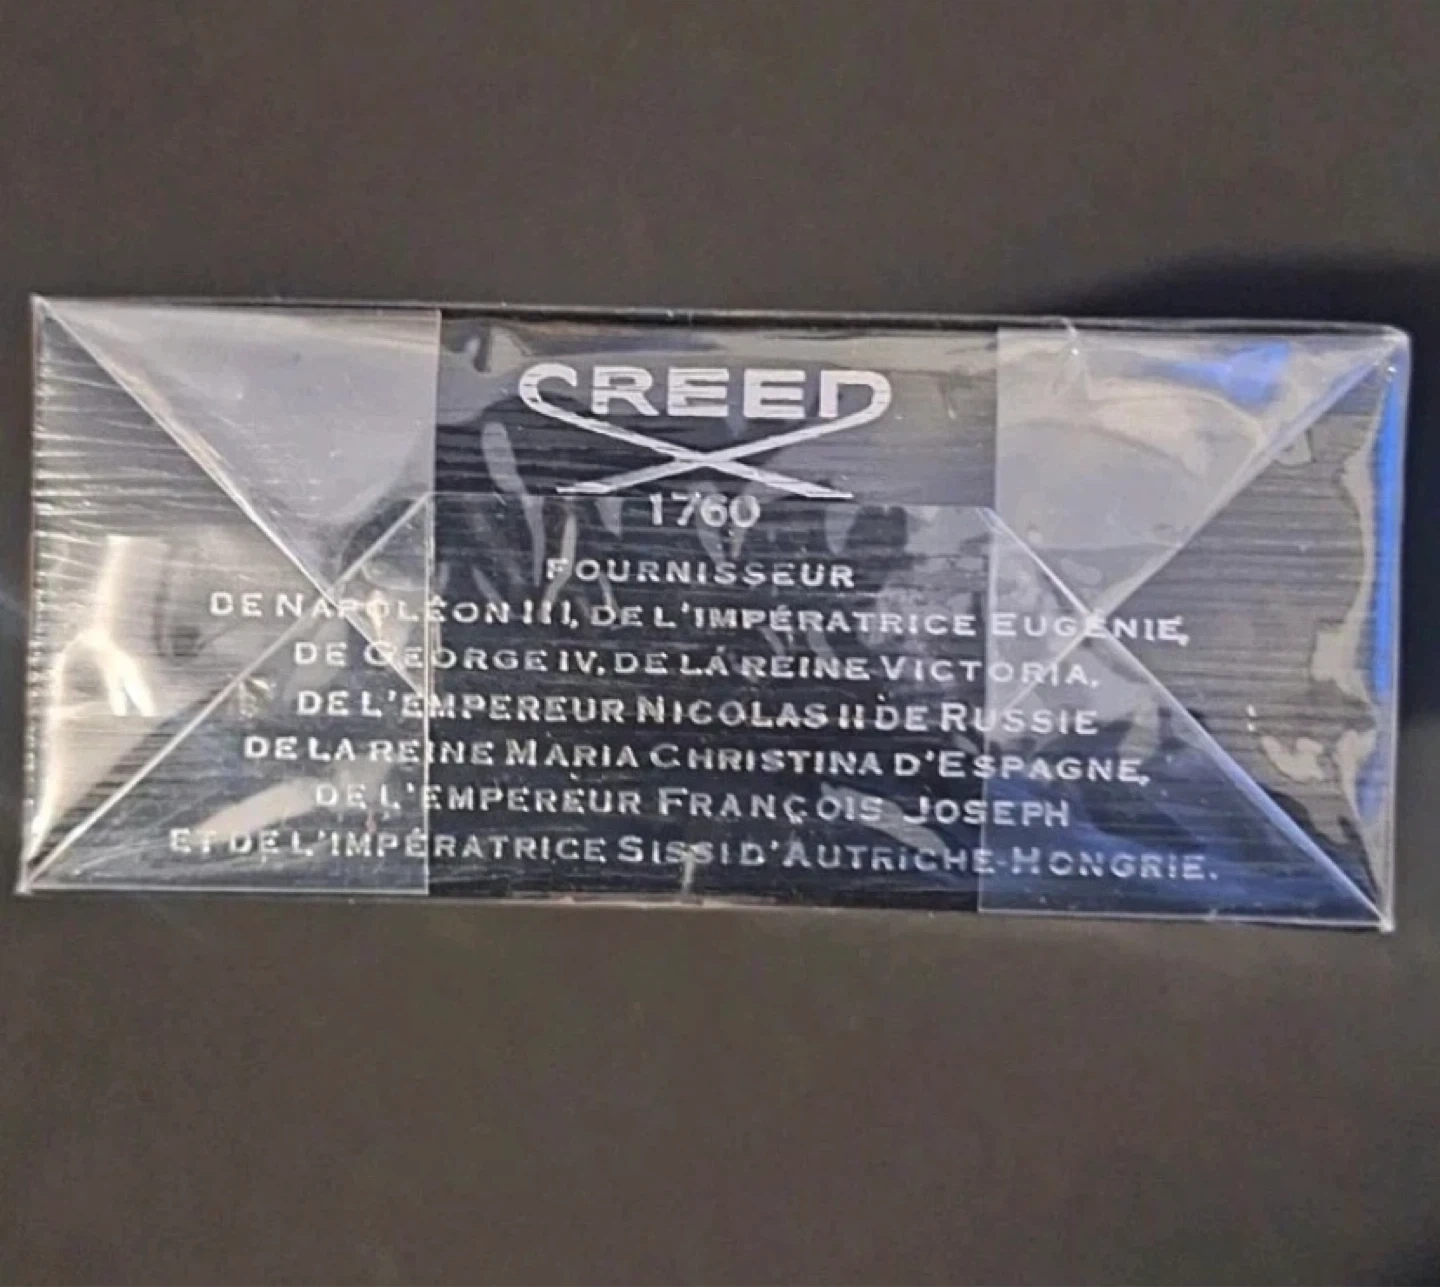 CREED
1760
FOURNISSEUR
DE NAPOLÉON III, DE L'IMPÉRATRICE EUGÉNIE,
DE GEORGE IV, DE LA REINE VICTORIA,
DE L'EMPEREUR NICOLAS II DE RUSSIE
DE LA REINE MARIA CHRISTINA D'ESPAGNE,
DE L'EMPEREUR FRANÇOIS JOSEPH
ET DE L'IMPÉRATRICE SISSI D'AUTRICHE-HONGRIE.